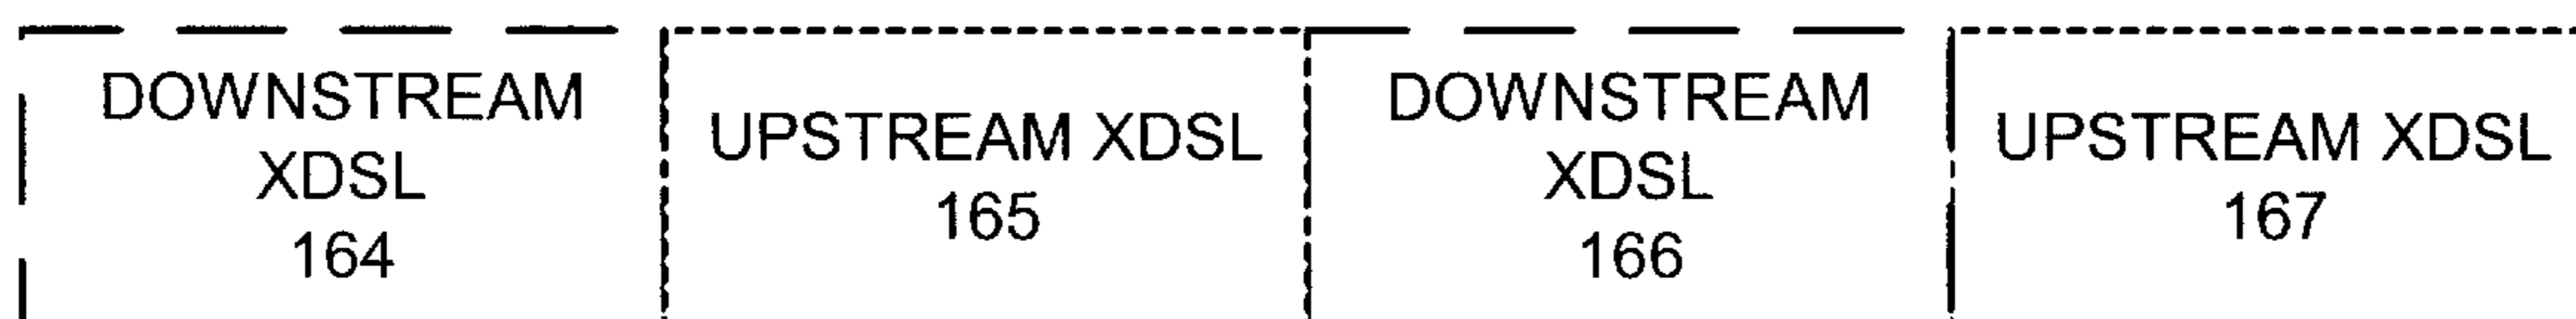 DOWNSTREAM
XDSL
164
UPSTREAM XDSL
165
DOWNSTREAM
XDSL
166
UPSTREAM XDSL
167